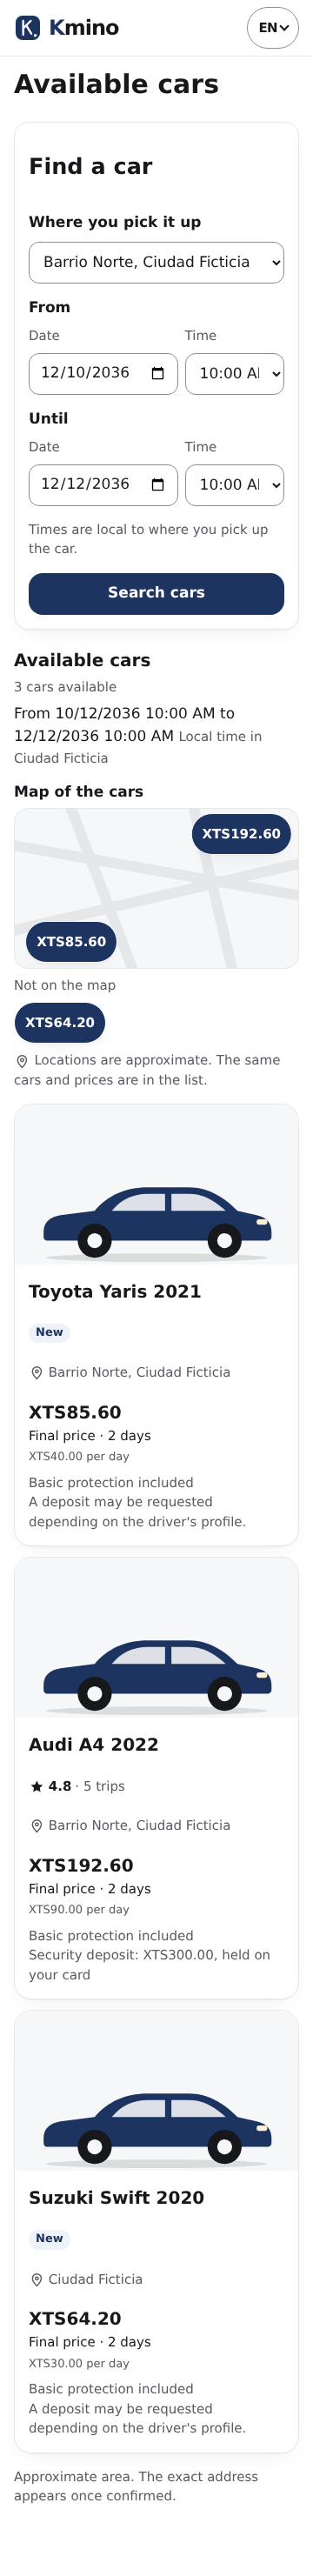 K Kmino
EN
Available cars
Find a car
Where you pick it up
Barrio Norte, Ciudad Ficticia
From
Date Time
12/10/2036 10:00 A
Until
Date Time
12/12/2036 10:00 A
Times are local to where you pick up
the car.
Search cars
Available cars
3 cars available
From 10/12/2036 10:00 AM to
12/12/2036 10:00 AM Local time in
Ciudad Ficticia
Map of the cars
XTS192.60
XTS85.60
Not on the map
XTS64.20
Locations are approximate. The same
cars and prices are in the list.
Toyota Yaris 2021
New
Barrio Norte, Ciudad Ficticia
XTS85.60
Final price · 2 days
XTS40.00 per day
Basic protection included
A deposit may be requested
depending on the driver's profile.
Audi A4 2022
★ 4.8 · 5 trips
Barrio Norte, Ciudad Ficticia
XTS192.60
Final price · 2 days
XTS90.00 per day
Basic protection included
Security deposit: XTS300.00, held on
your card
Suzuki Swift 2020
New
Ciudad Ficticia
XTS64.20
Final price · 2 days
XTS30.00 per day
Basic protection included
A deposit may be requested
depending on the driver's profile.
Approximate area. The exact address
appears once confirmed.